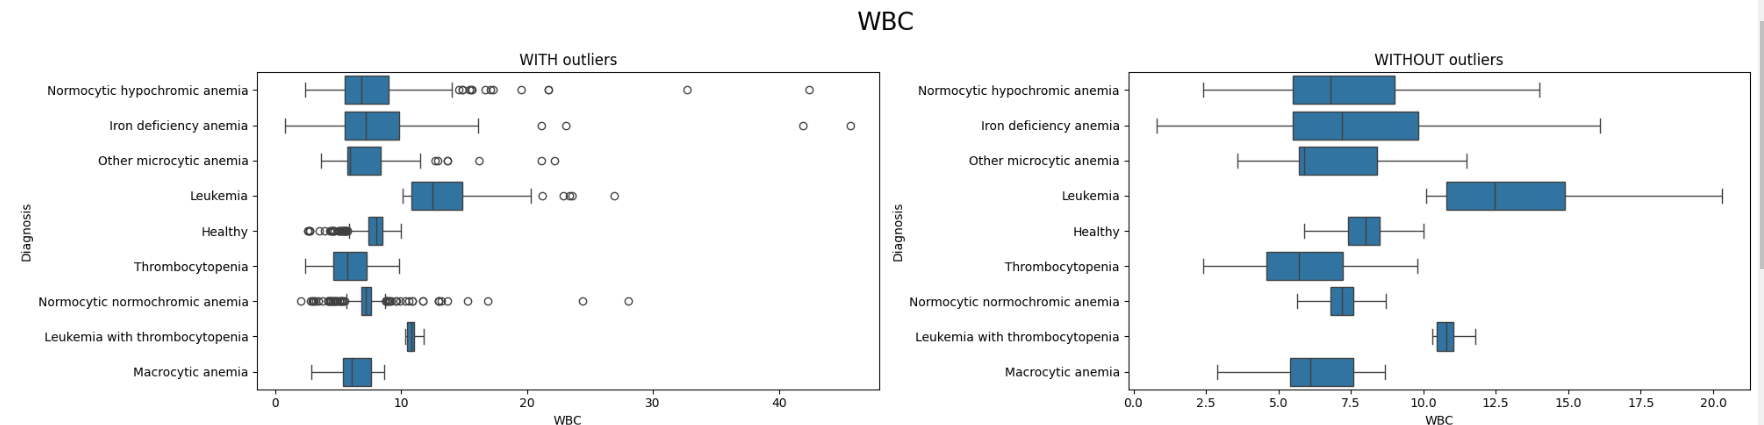 WBC
WITH outliers
Normocytic hypochromic anemia
Iron deficiency anemia
Other microcytic anemia
Leukemia
Healthy
Thrombocytopenia
Normocytic normochromic anemia
Leukemia with thrombocytopenia
Macrocytic anemia
Diagnosis
0 10 20 30 40
WBC
WITHOUT outliers
Normocytic hypochromic anemia
Iron deficiency anemia
Other microcytic anemia
Leukemia
Healthy
Thrombocytopenia
Normocytic normochromic anemia
Leukemia with thrombocytopenia
Macrocytic anemia
Diagnosis
0.0 2.5 5.0 7.5 10.0 12.5 15.0 17.5 20.0
WBC